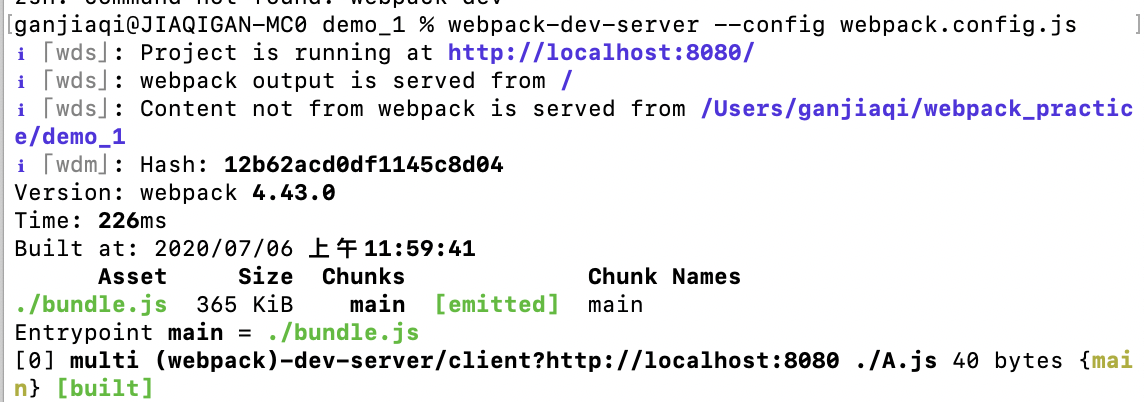 zsh: command not found: webpack-dev
[ganjiaqi@JIAQIGAN-MC0 demo_1 % webpack-dev-server --config webpack.config.js ]
ℹ ｢wds｣: Project is running at http://localhost:8080/
ℹ ｢wds｣: webpack output is served from /
ℹ ｢wds｣: Content not from webpack is served from /Users/ganjiaqi/webpack_practic
e/demo_1
ℹ ｢wdm｣: Hash: 12b62acd0df1145c8d04
Version: webpack 4.43.0
Time: 226ms
Built at: 2020/07/06 上午11:59:41
Asset Size Chunks Chunk Names
./bundle.js 365 KiB main [emitted] main
Entrypoint main = ./bundle.js
[0] multi (webpack)-dev-server/client?http://localhost:8080 ./A.js 40 bytes {mai
n} [built]